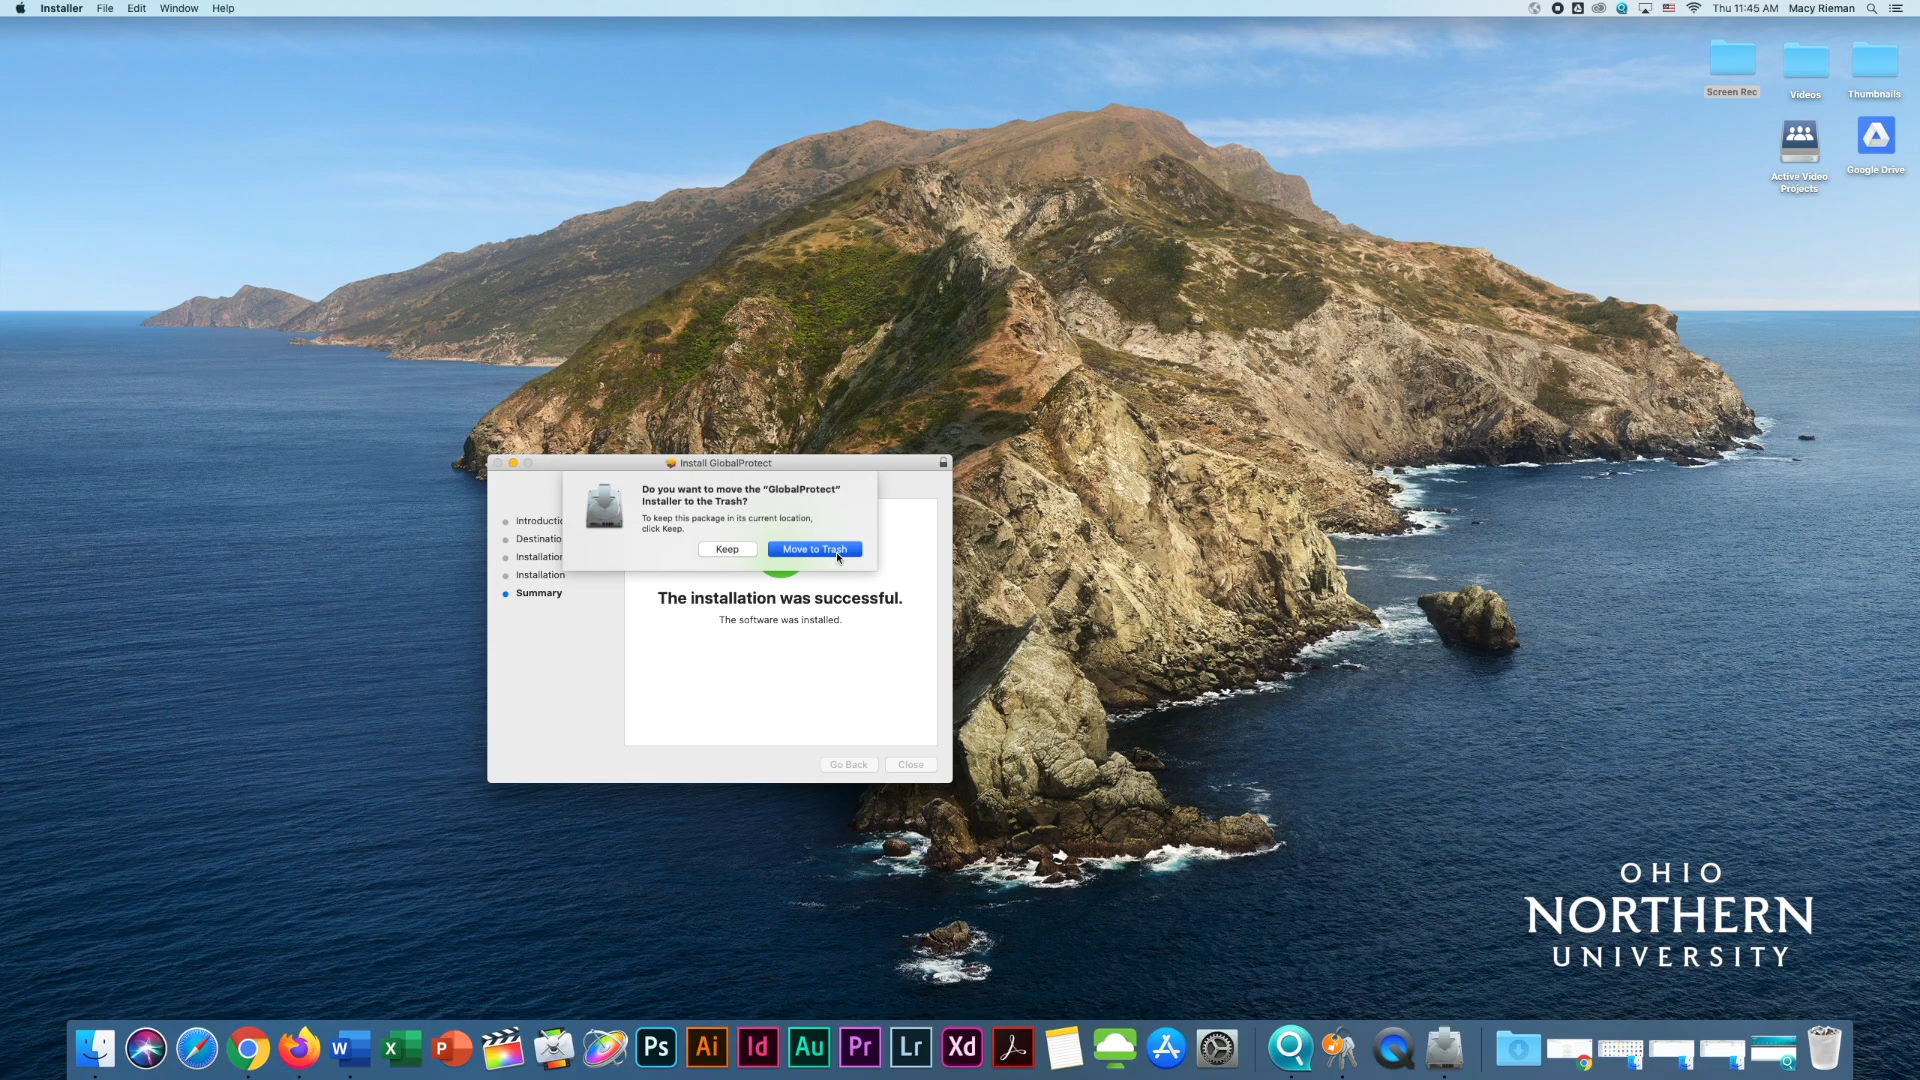 Installer File Edit Window Help
Thu 11:45 AM Macy Rieman
Screen Rec
Videos
Thumbnails
Active Video
Projects
Google Drive
Install GlobalProtect
Do you want to move the “GlobalProtect”
Installer to the Trash?
To keep this package in its current location,
click Keep.
Keep
Move to Trash
Introductio
Destinatio
Installation
Installation
Summary
The installation was successful.
The software was installed.
Go Back
Close
OHIO
NORTHERN
UNIVERSITY
W
X
P
Ps
Ai
Id
Au
Pr
Lr
Xd